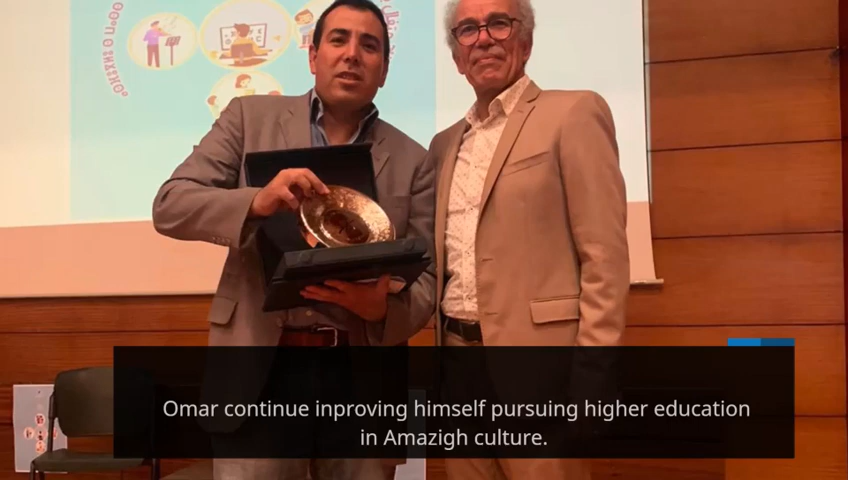 Omar continue inproving himself pursuing higher education
in Amazigh culture.